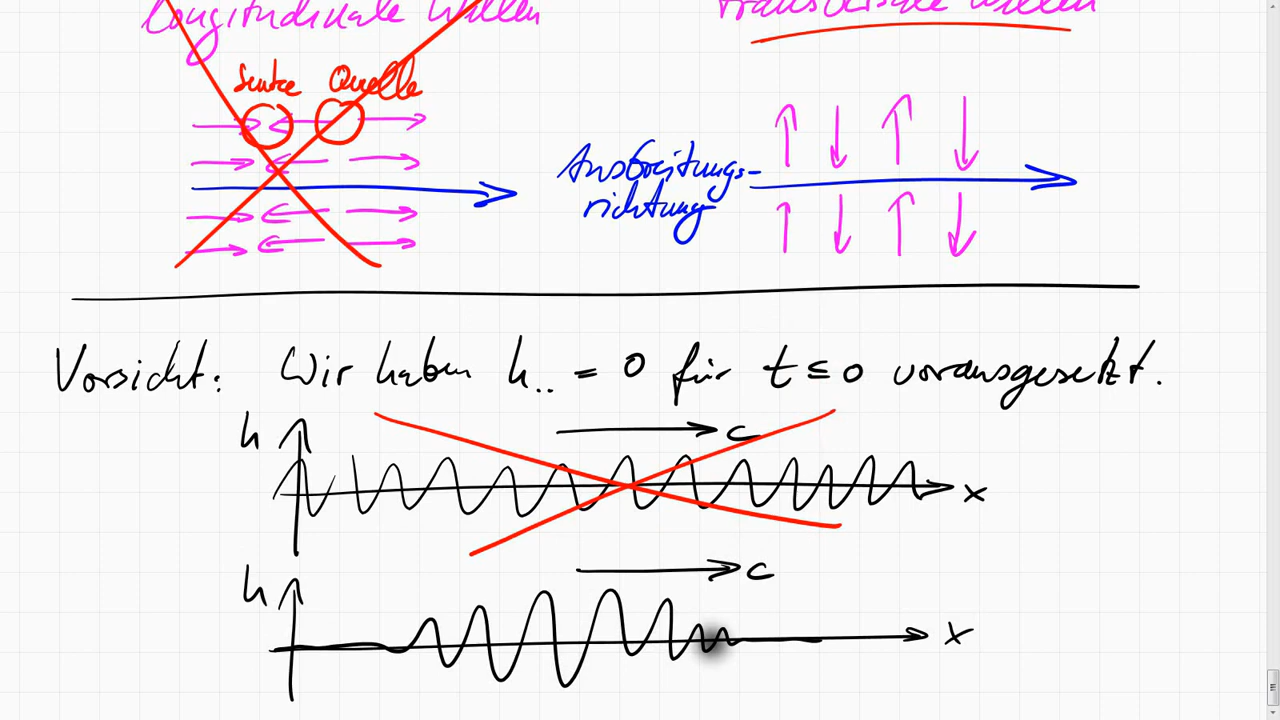 Longitudinale Wellen
Transversale Wellen
Senke Quelle
Ausbreitungs-
richtung
Vorsicht: Wir haben h.. = 0 für t ≤ 0 vorausgesetzt.
h
c
x
h
c
x